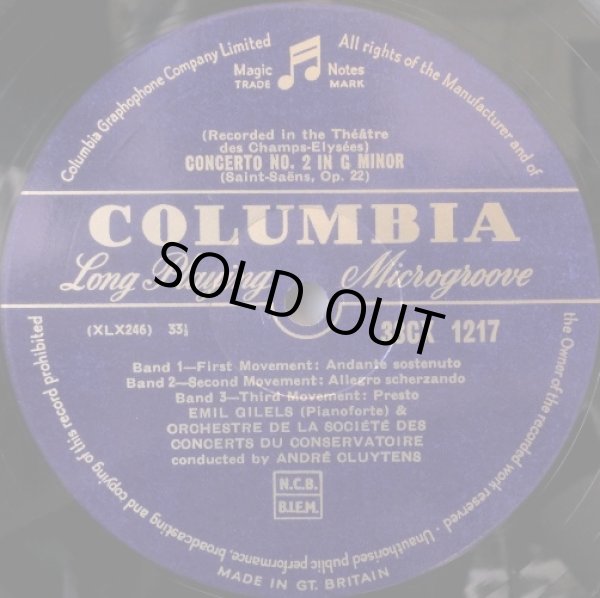 Columbia Graphophone Company Limited
All rights of the Manufacturer and of
the Owner of the recorded work reserved.
Unauthorised public performance, broadcasting and copying of this record prohibited
Magic Notes
TRADE MARK
(Recorded in the Théâtre
des Champs-Elysées)
CONCERTO NO. 2 IN G MINOR
(Saint-Saëns, Op. 22)
COLUMBIA
Long Playing Microgroove
SOLD OUT
(XLX246) 33⅓
1217
Band 1—First Movement: Andante sostenuto
Band 2—Second Movement: Allegro scherzando
Band 3—Third Movement: Presto
EMIL GILELS (Pianoforte) &
ORCHESTRE DE LA SOCIÉTÉ DES
CONCERTS DU CONSERVATOIRE
conducted by ANDRÉ CLUYTENS
N.C.B.
B.I.E.M.
MADE IN GT. BRITAIN